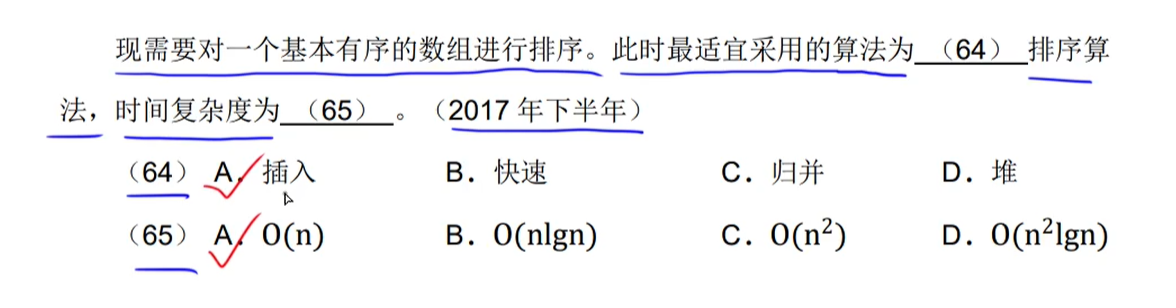 现需要对一个基本有序的数组进行排序。此时最适宜采用的算法为 （64） 排序算
法，时间复杂度为 （65） 。（2017 年下半年）
（64） A．插入 B．快速 C．归并 D．堆
（65） A．O(n) B．O(nlgn) C．O(n²) D．O(n²lgn)